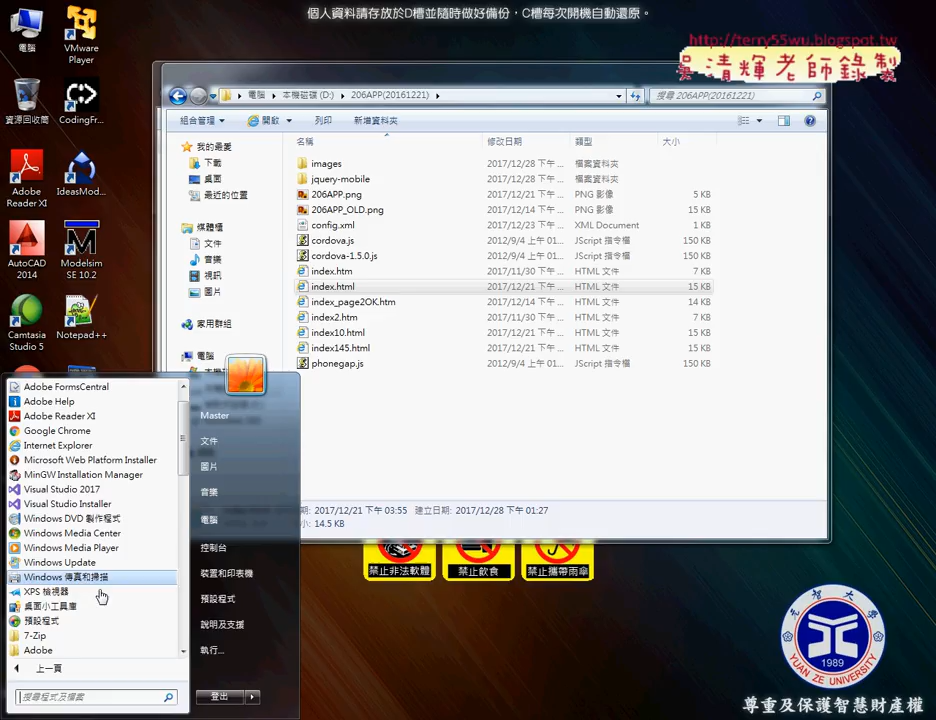 個人資料請存放於D槽並隨時做好備份，C槽每次開機自動還原。
http://terry55wu.blogspot.tw
吳清輝老師錄製
電腦
VMware Player
資源回收筒
CodingFr...
Adobe Reader XI
IdeasMod...
AutoCAD 2014
Modelsim SE 10.2
Camtasia Studio 5
Notepad++
電腦 ▸ 本機磁碟 (D:) ▸ 206APP(20161221) ▸
搜尋 206APP(20161221)
組合管理 ▼ 開啟 ▼ 列印 新增資料夾
我的最愛
下載
桌面
最近的位置
媒體櫃
文件
音樂
視訊
圖片
家用群組
電腦
名稱 修改日期 類型 大小
images 2017/12/28 下午 ... 檔案資料夾
jquery-mobile 2017/12/28 下午 ... 檔案資料夾
206APP.png 2017/12/21 下午 ... PNG 影像 5 KB
206APP_OLD.png 2017/12/14 下午 ... PNG 影像 15 KB
config.xml 2017/12/23 下午 ... XML Document 1 KB
cordova.js 2012/9/4 上午 01 ... JScript 指令檔 150 KB
cordova-1.5.0.js 2012/9/4 上午 01 ... JScript 指令檔 150 KB
index.htm 2017/11/30 下午 ... HTML 文件 7 KB
index.html 2017/12/21 下午 ... HTML 文件 15 KB
index_page2OK.htm 2017/12/14 下午 ... HTML 文件 14 KB
index2.htm 2017/11/30 下午 ... HTML 文件 7 KB
index10.html 2017/12/21 下午 ... HTML 文件 15 KB
index145.html 2017/12/21 下午 ... HTML 文件 15 KB
phonegap.js 2012/9/4 上午 01 ... JScript 指令檔 150 KB
期: 2017/12/21 下午 03:55 建立日期: 2017/12/28 下午 01:27
小: 14.5 KB
Adobe FormsCentral
Adobe Help
Adobe Reader XI
Google Chrome
Internet Explorer
Microsoft Web Platform Installer
MinGW Installation Manager
Visual Studio 2017
Visual Studio Installer
Windows DVD 製作程式
Windows Media Center
Windows Media Player
Windows Update
Windows 傳真和掃描
XPS 檢視器
桌面小工具庫
預設程式
7-Zip
Adobe
上一頁
搜尋程式及檔案
Master
文件
圖片
音樂
電腦
控制台
裝置和印表機
預設程式
說明及支援
執行...
登出
禁止非法軟體
禁止飲食
禁止攜帶雨傘
元智大學
1989
YUAN ZE UNIVERSITY
尊重及保護智慧財產權